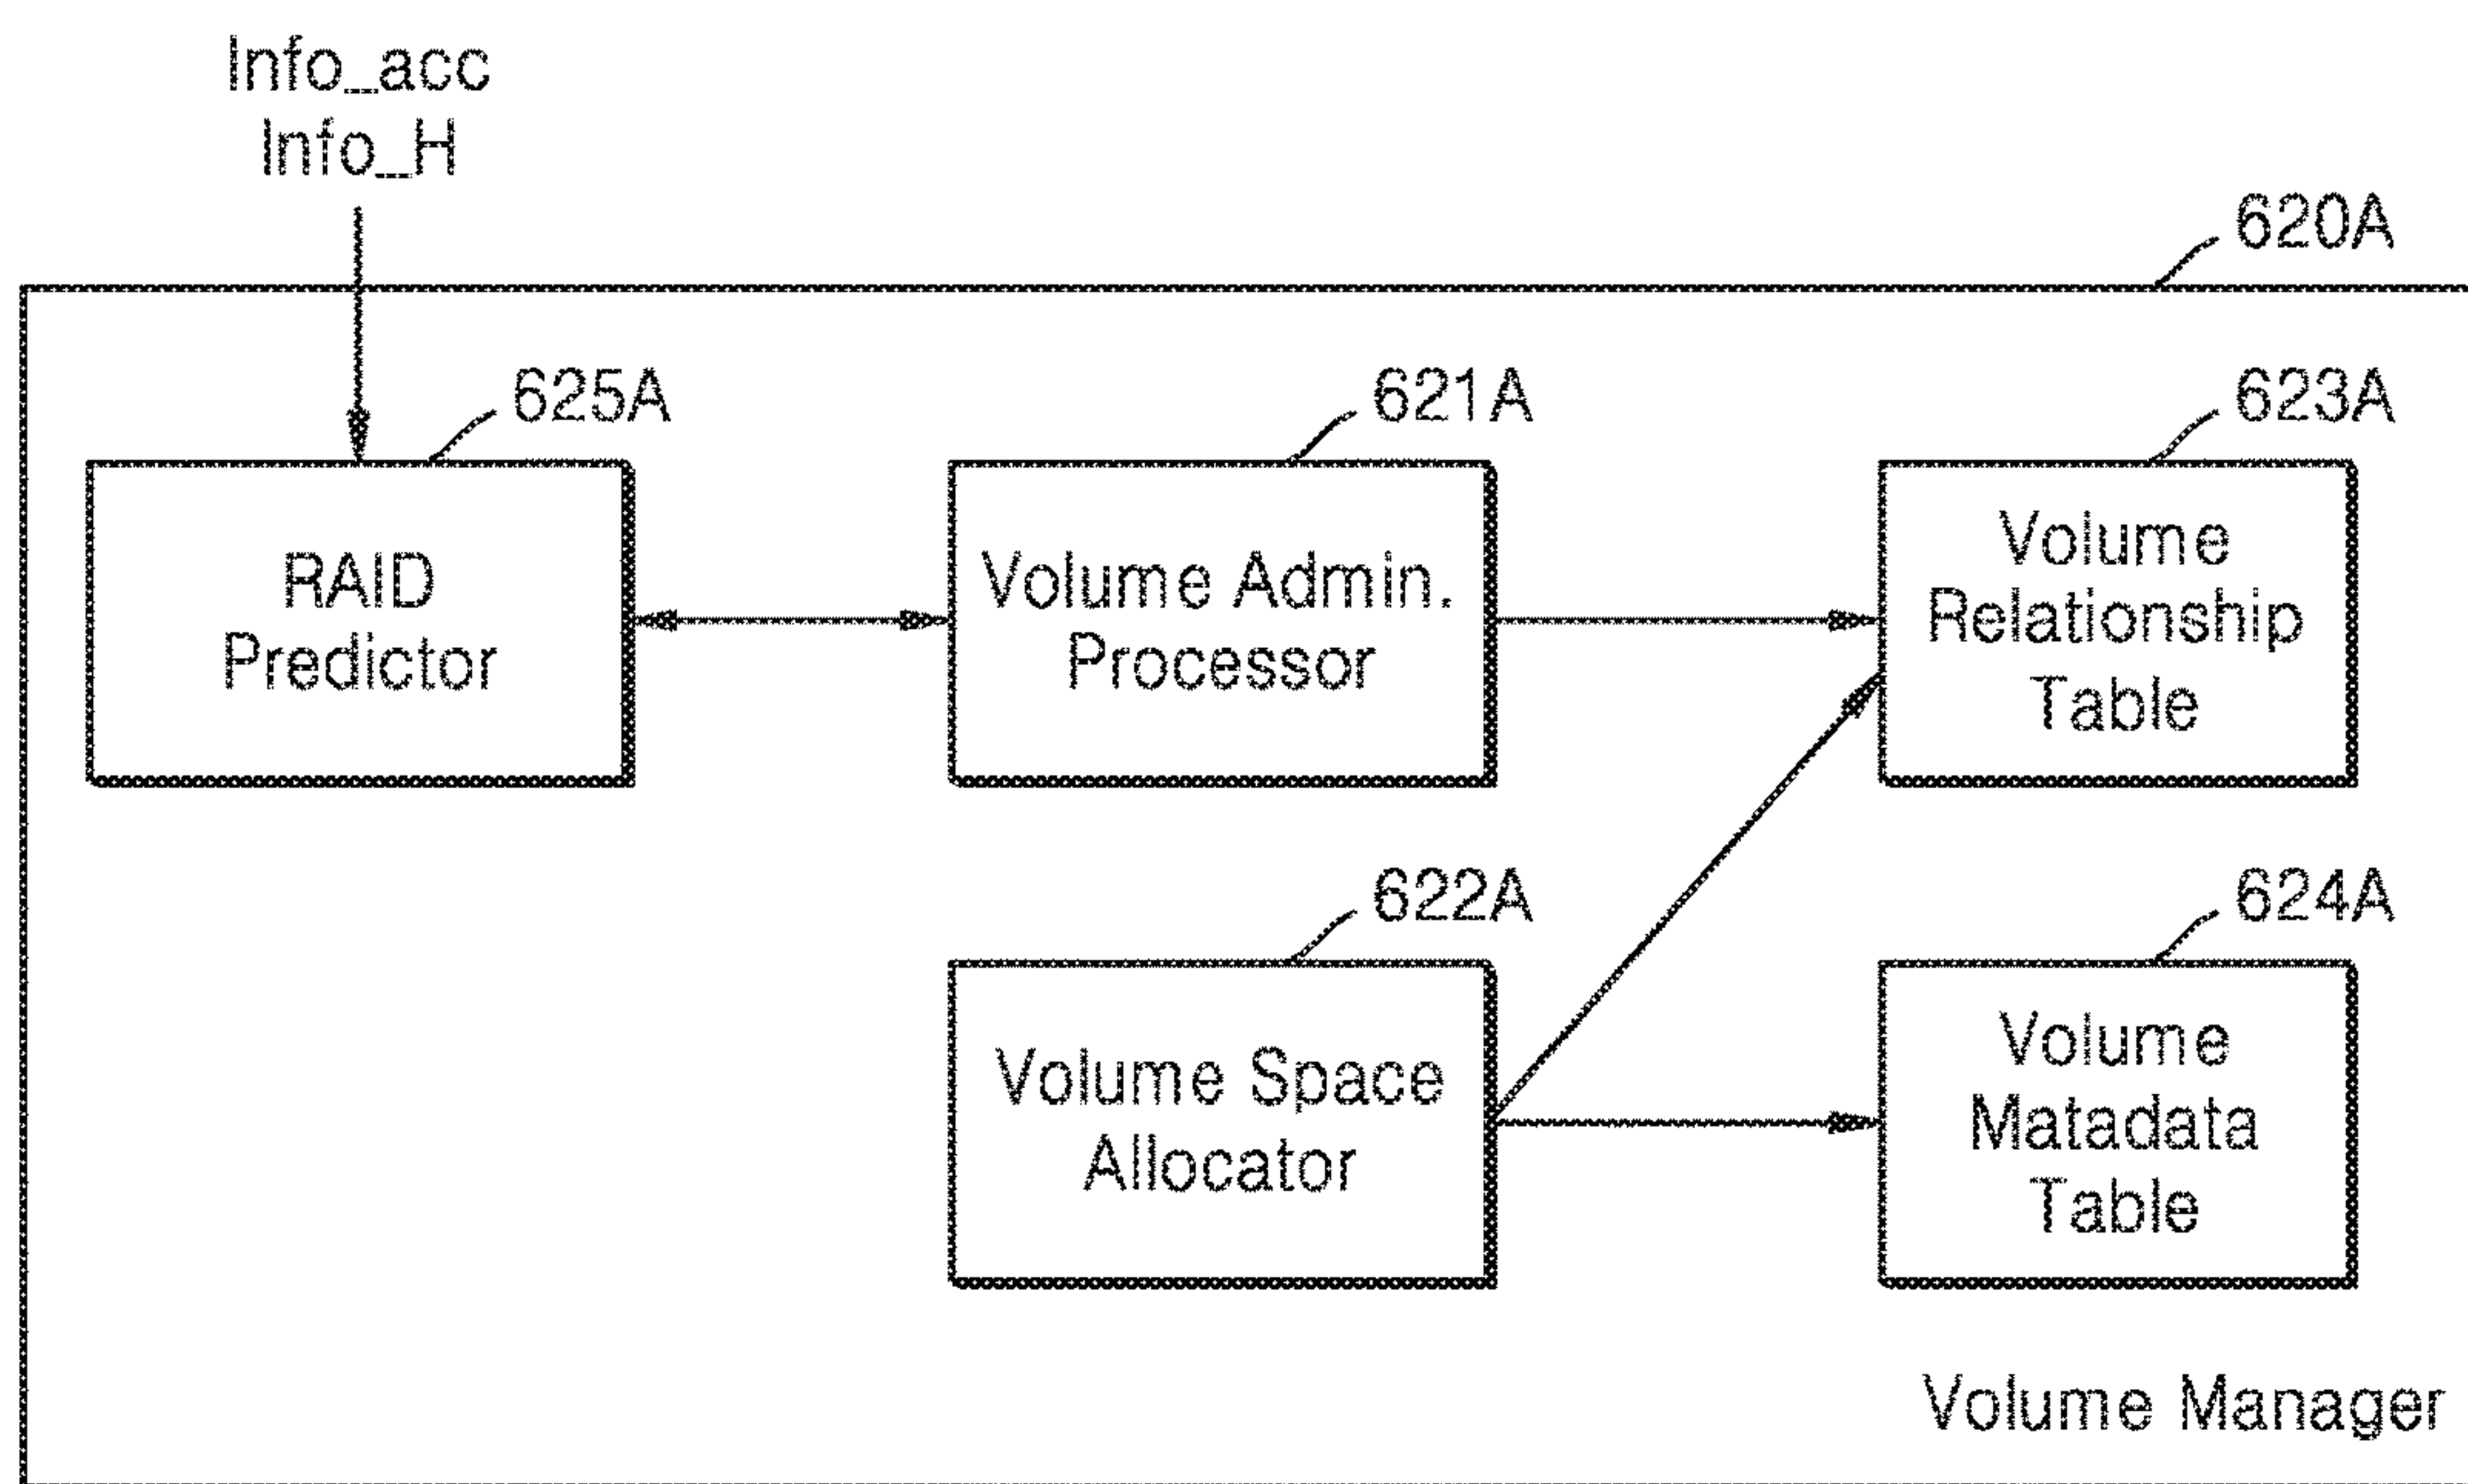 Info_acc
Info_H
620A
625A
621A
623A
RAID
Predictor
Volume Admin.
Processor
Volume
Relationship
Table
622A
624A
Volume Space
Allocator
Volume
Matadata
Table
Volume Manager